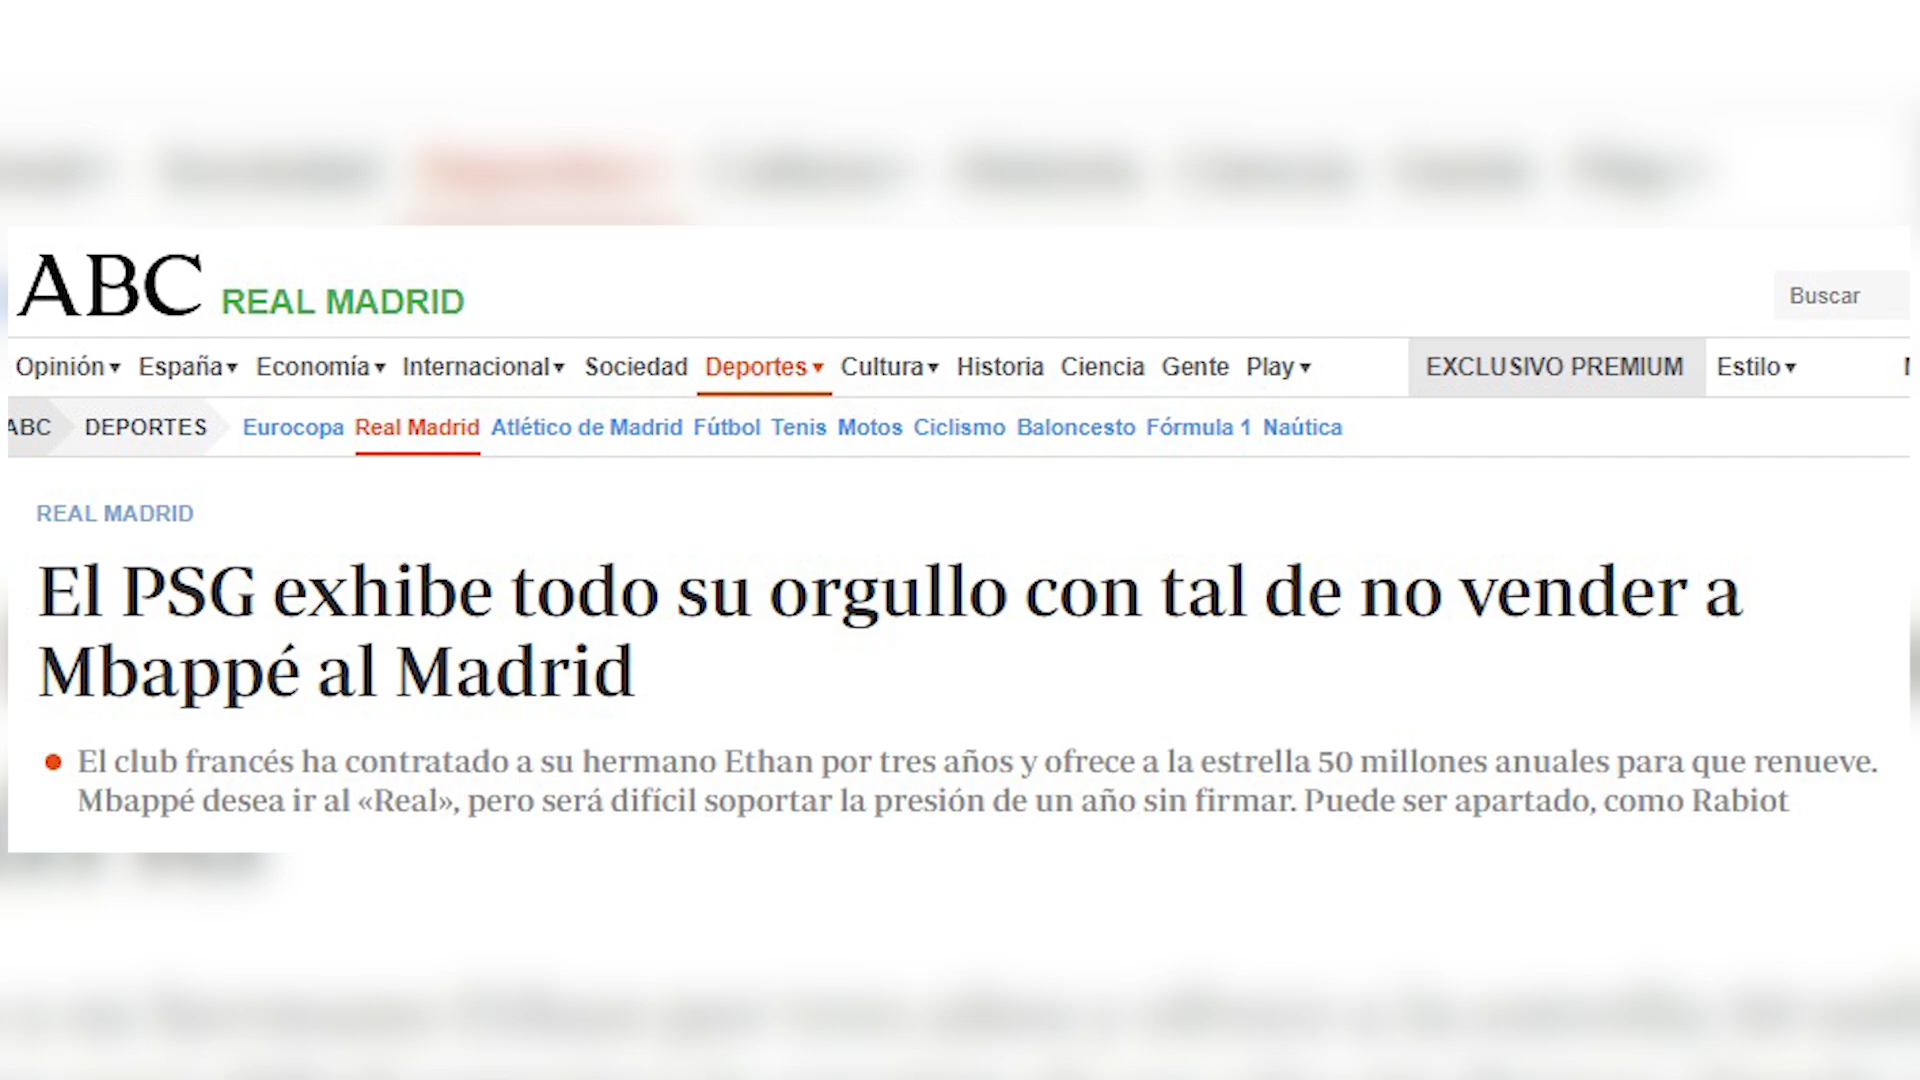 ABC REAL MADRID
Buscar
Opinión▾ España▾ Economía▾ Internacional▾ Sociedad Deportes▾ Cultura▾ Historia Ciencia Gente Play▾ EXCLUSIVO PREMIUM Estilo▾
ABC DEPORTES Eurocopa Real Madrid Atlético de Madrid Fútbol Tenis Motos Ciclismo Baloncesto Fórmula 1 Naútica
REAL MADRID
El PSG exhibe todo su orgullo con tal de no vender a
Mbappé al Madrid
El club francés ha contratado a su hermano Ethan por tres años y ofrece a la estrella 50 millones anuales para que renueve.
Mbappé desea ir al «Real», pero será difícil soportar la presión de un año sin firmar. Puede ser apartado, como Rabiot